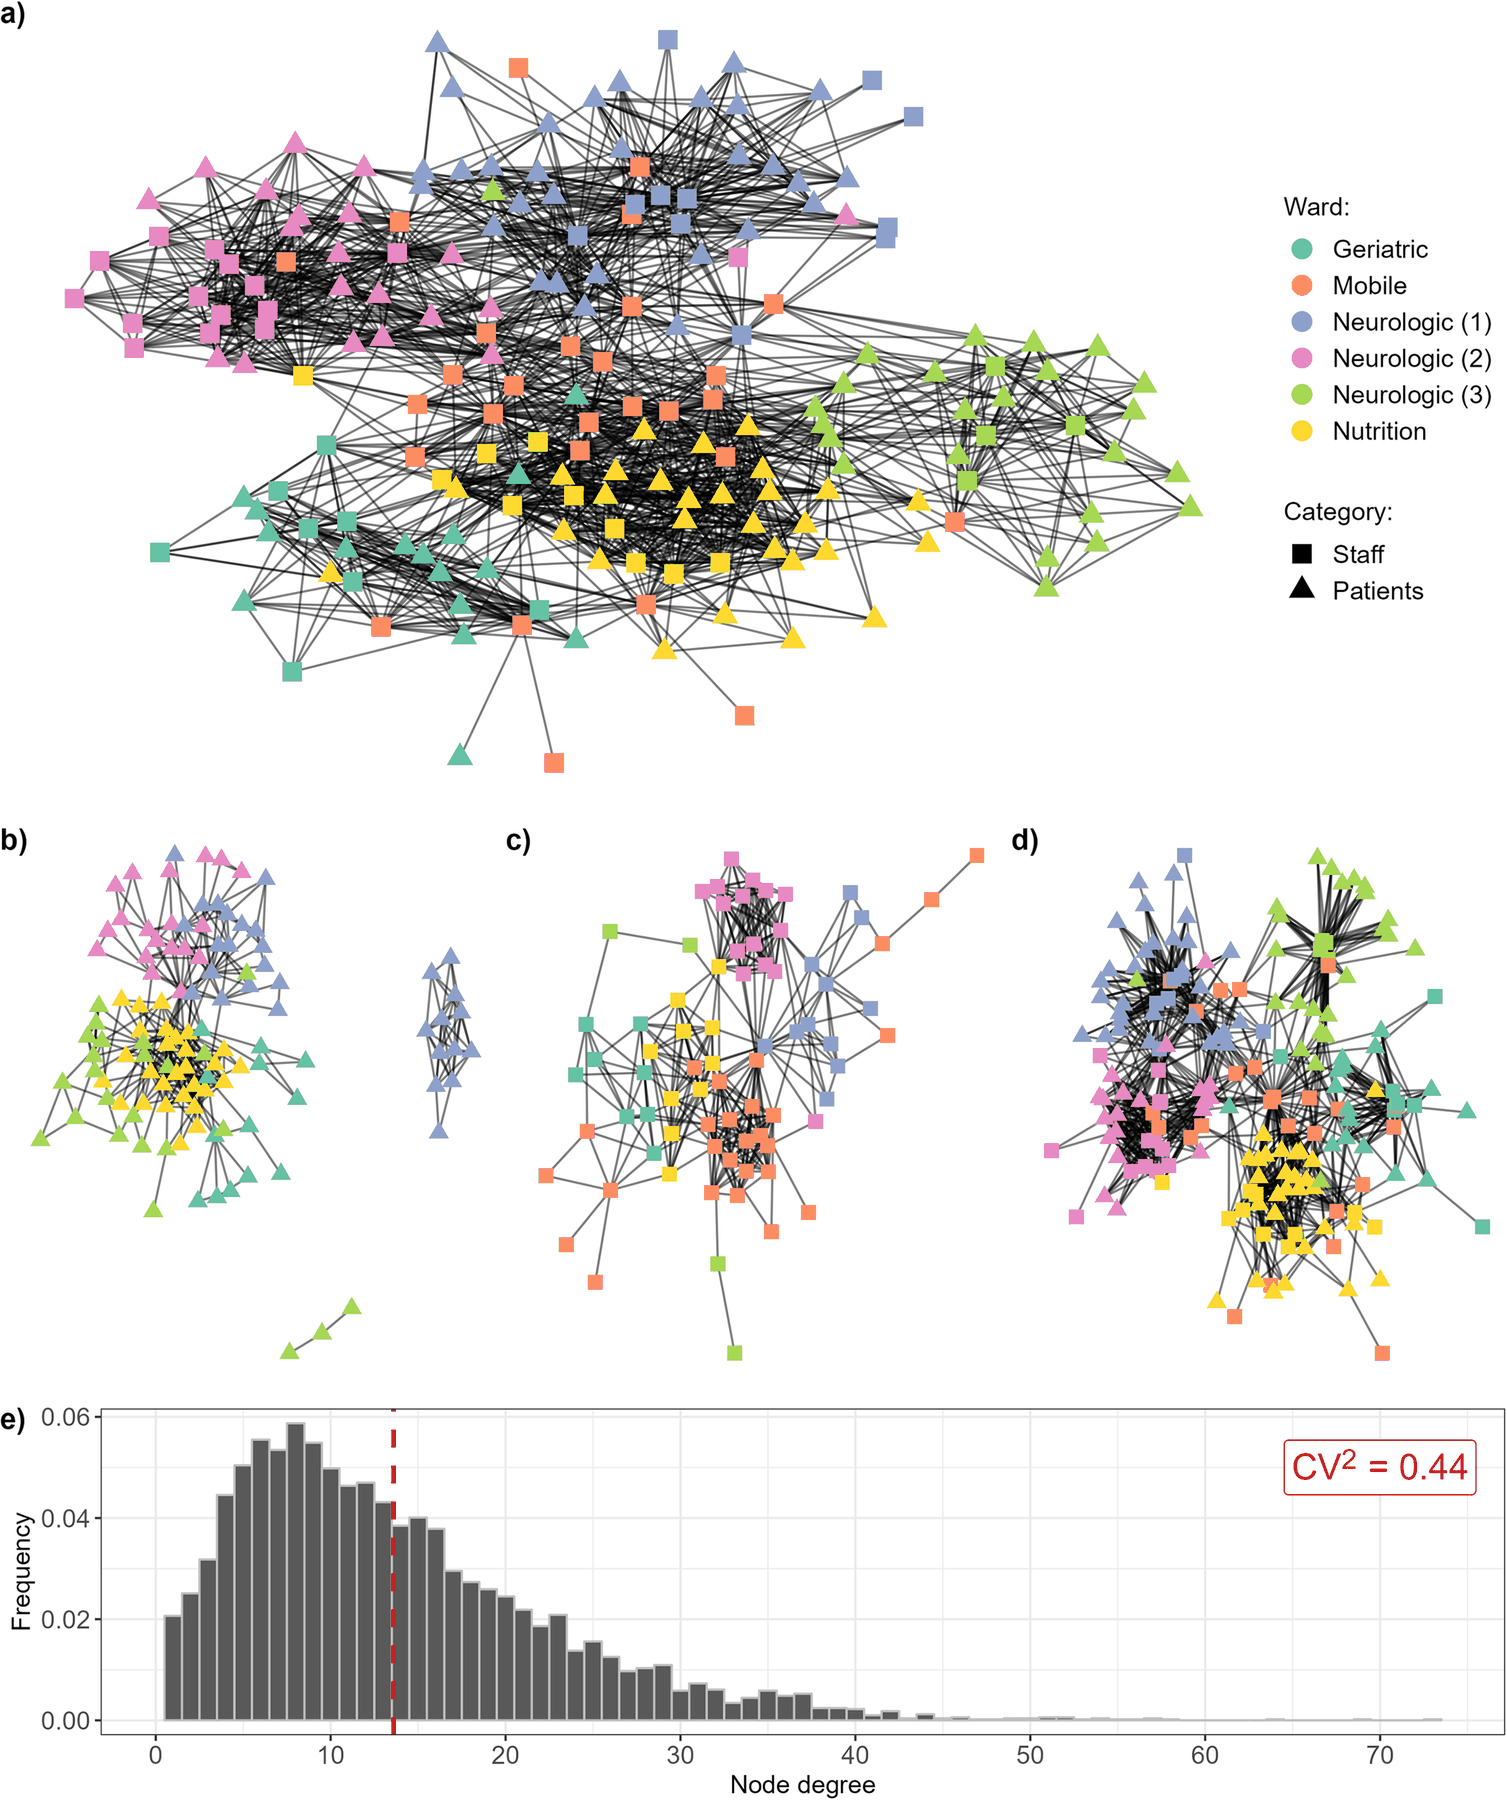 a)
Ward:
Geriatric
Mobile
Neurologic (1)
Neurologic (2)
Neurologic (3)
Nutrition
Category:
Staff
Patients
b)
c)
d)
e)
0.06
0.04
0.02
0.00
Frequency
CV² = 0.44
0 10 20 30 40 50 60 70
Node degree